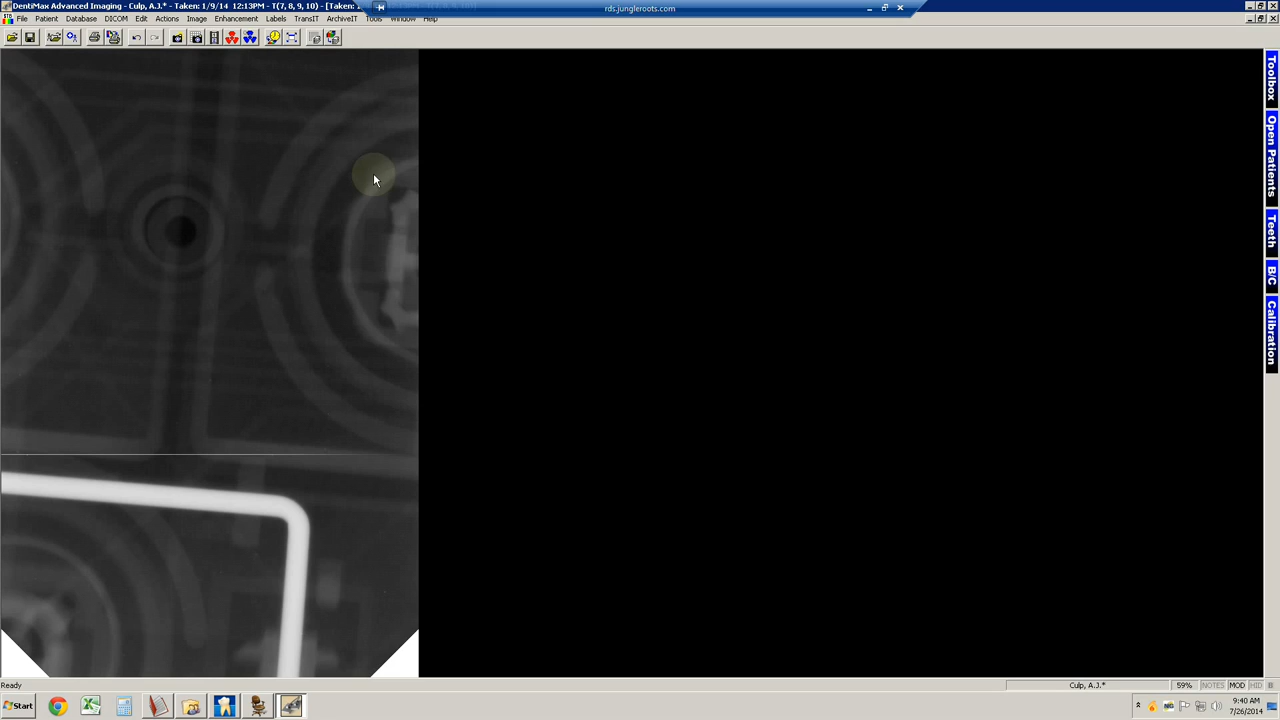 DentiMax Advanced Imaging - Culp, A.J.* - Taken: 1/9/14 12:13PM - T(7, 8, 9, 10) - [Taken:
rds.jungleroots.com
File Patient Database DICOM Edit Actions Image Enhancement Labels TransIT ArchiveIT Tools Window Help
Toolbox
Open Patients
Teeth
B/C
Calibration
Ready Culp, A.J.* 59% NOTES MOD HID
Start 9:40 AM
7/26/2014